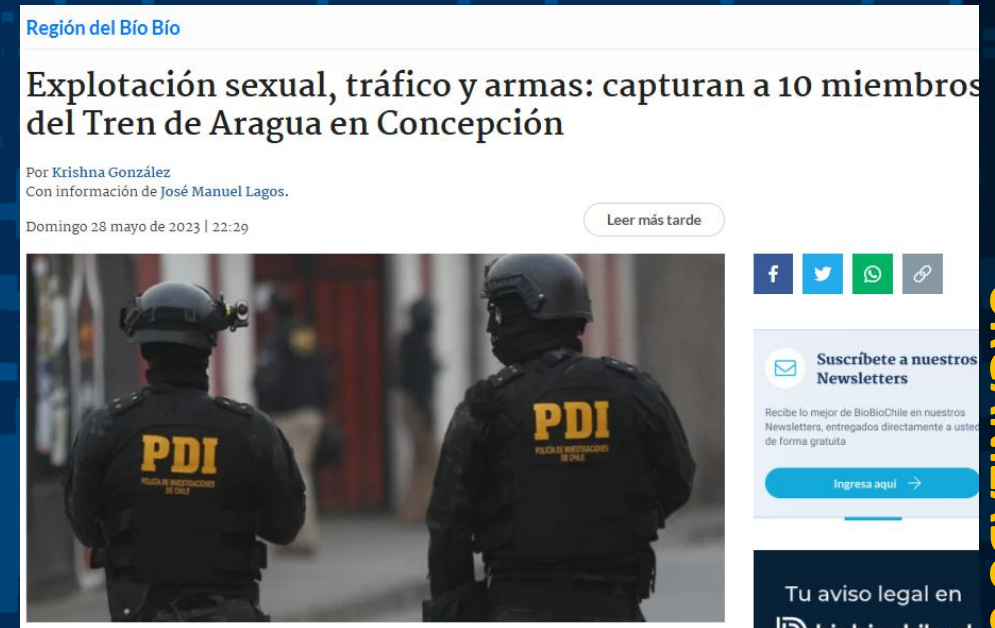 Región del Bío Bío
Explotación sexual, tráfico y armas: capturan a 10 miembros
del Tren de Aragua en Concepción
Por Krishna González
Con información de José Manuel Lagos.
Domingo 28 mayo de 2023 | 22:29
Leer más tarde
PDI
POLICÍA DE INVESTIGACIONES
DE CHILE
PDI
POLICÍA DE INVESTIGACIONES
DE CHILE
Suscríbete a nuestros
Newsletters
Recibe lo mejor de BioBioChile en nuestros
Newsletters, entregados directamente a usted
de forma gratuita
Ingresa aquí
Tu aviso legal en